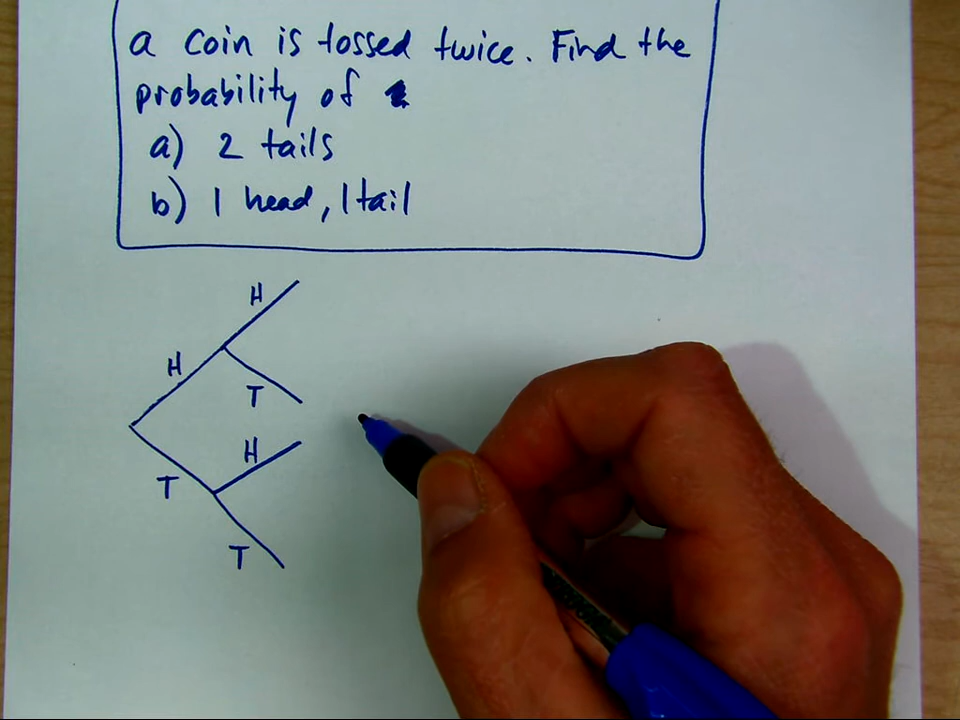 a coin is tossed twice. Find the
probability of
a) 2 tails
b) 1 head, 1 tail
H
H
T
H
T
T